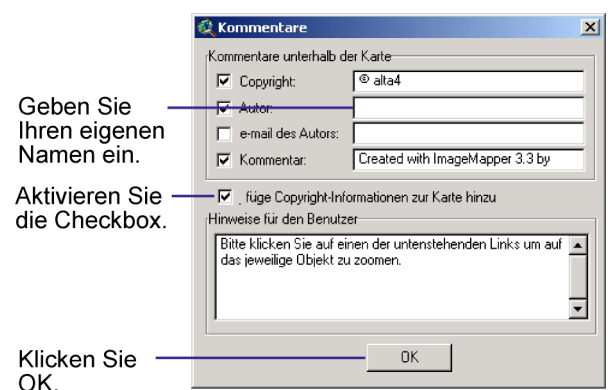 Kommentare
Kommentare unterhalb der Karte
Copyright: © alta4
Geben Sie
Ihren eigenen
Namen ein.
Autor:
e-mail des Autors:
Kommentar: Created with ImageMapper 3.3 by
Aktivieren Sie
die Checkbox.
füge Copyright-Informationen zur Karte hinzu
Hinweise für den Benutzer
Bitte klicken Sie auf einen der untenstehenden Links um auf
das jeweilige Objekt zu zoomen.
Klicken Sie
OK.
OK